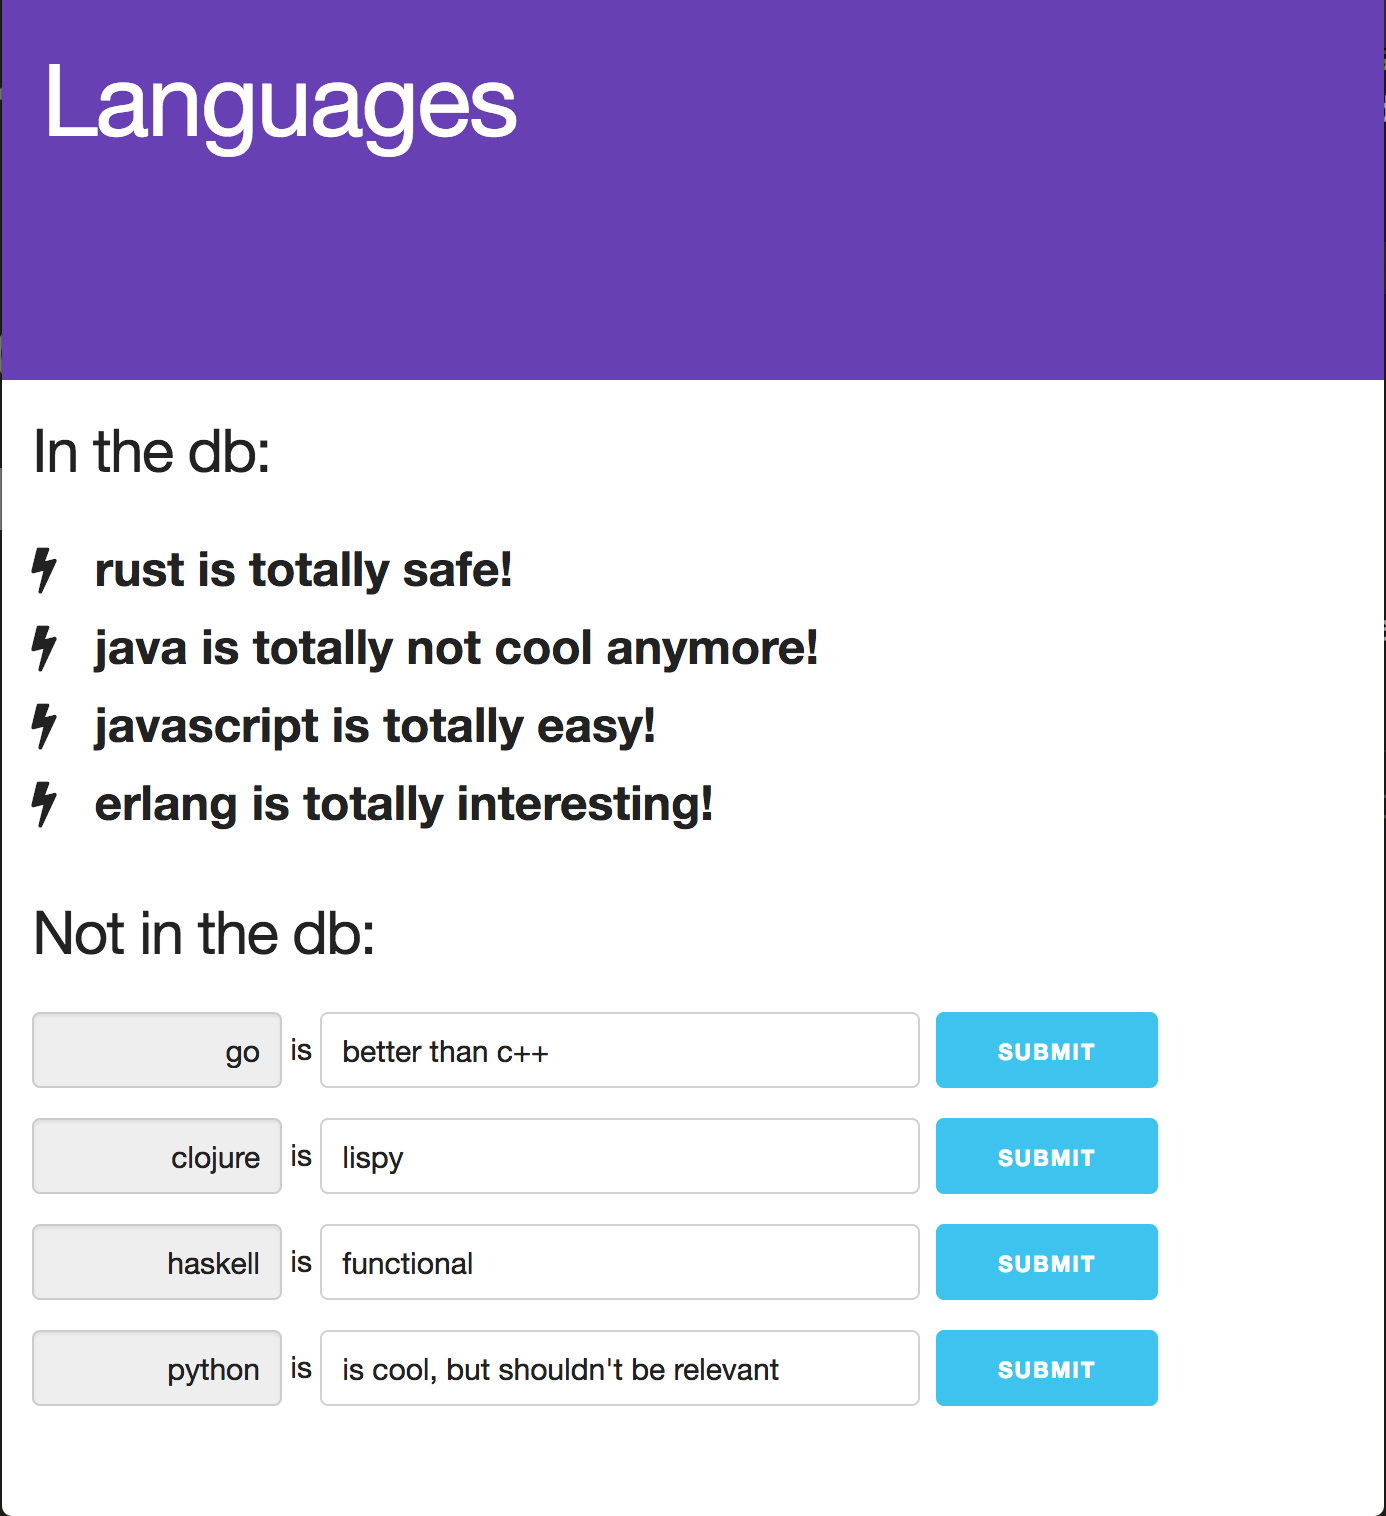 Languages
In the db:
rust is totally safe!
java is totally not cool anymore!
javascript is totally easy!
erlang is totally interesting!
Not in the db:
go is better than c++ SUBMIT
clojure is lispy SUBMIT
haskell is functional SUBMIT
python is is cool, but shouldn't be relevant SUBMIT